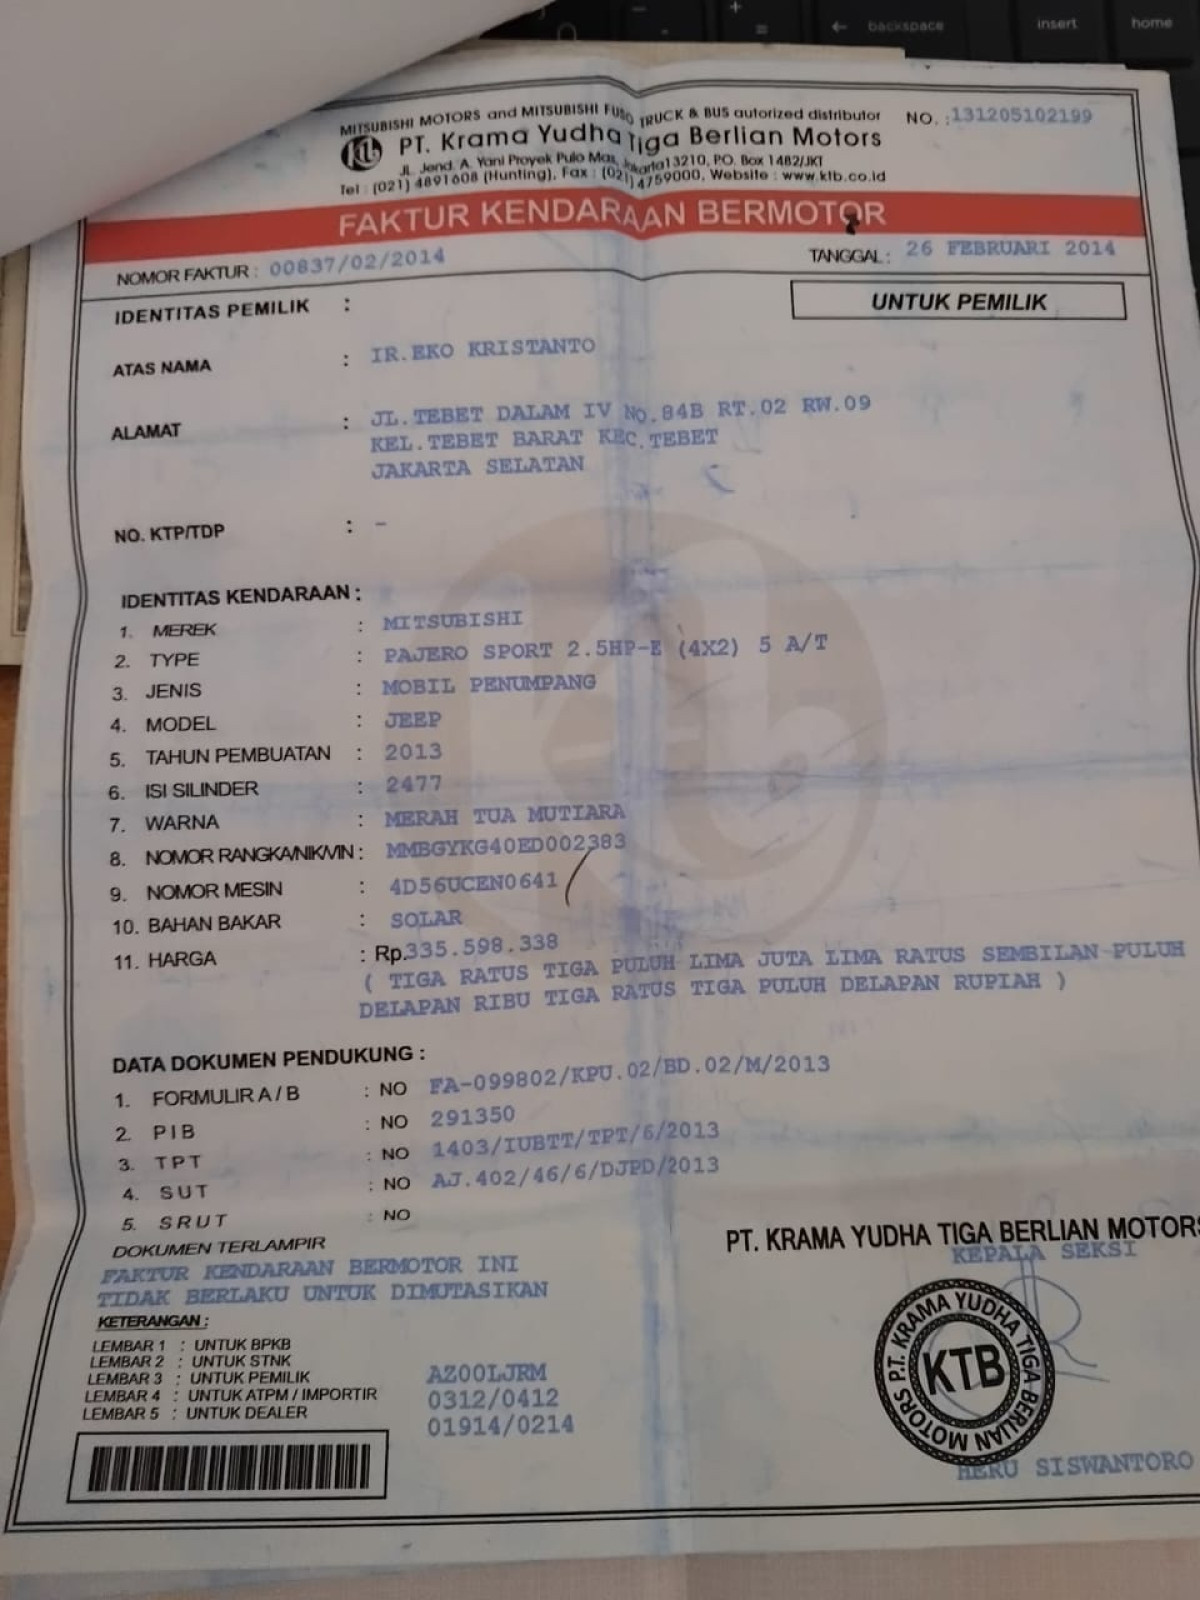 backspace
insert
home
MITSUBISHI MOTORS and MITSUBISHI FUSO TRUCK & BUS autorized distributor
NO. : 131205102199
PT. Krama Yudha Tiga Berlian Motors
Jl. Jend. A. Yani Proyek Pulo Mas, Jakarta 13210, P.O. Box 1482/JKT
Tel : (021) 4891608 (Hunting), Fax : (021) 4759000, Website : www.ktb.co.id
FAKTUR KENDARAAN BERMOTOR
NOMOR FAKTUR : 00837/02/2014
TANGGAL : 26 FEBRUARI 2014
IDENTITAS PEMILIK :
UNTUK PEMILIK
ATAS NAMA : IR.EKO KRISTANTO
ALAMAT : JL.TEBET DALAM IV No.84B RT.02 RW.09
KEL.TEBET BARAT KEC.TEBET
JAKARTA SELATAN
NO. KTP/TDP : -
IDENTITAS KENDARAAN :
1. MEREK : MITSUBISHI
2. TYPE : PAJERO SPORT 2.5HP-E (4X2) 5 A/T
3. JENIS : MOBIL PENUMPANG
4. MODEL : JEEP
5. TAHUN PEMBUATAN : 2013
6. ISI SILINDER : 2477
7. WARNA : MERAH TUA MUTIARA
8. NOMOR RANGKA/NIK/VIN : MMBGYKG40ED002383
9. NOMOR MESIN : 4D56UCEN0641
10. BAHAN BAKAR : SOLAR
11. HARGA : Rp.335.598.338
( TIGA RATUS TIGA PULUH LIMA JUTA LIMA RATUS SEMBILAN PULUH
DELAPAN RIBU TIGA RATUS TIGA PULUH DELAPAN RUPIAH )
DATA DOKUMEN PENDUKUNG :
1. FORMULIR A / B : NO FA-099802/KPU.02/BD.02/M/2013
2. PIB : NO 291350
3. TPT : NO 1403/IUBTT/TPT/6/2013
4. SUT : NO AJ.402/46/6/DJPD/2013
5. SRUT : NO
DOKUMEN TERLAMPIR
PT. KRAMA YUDHA TIGA BERLIAN MOTORS
KEPALA SEKSI
FAKTUR KENDARAAN BERMOTOR INI
TIDAK BERLAKU UNTUK DIMUTASIKAN
KETERANGAN :
LEMBAR 1 : UNTUK BPKB
LEMBAR 2 : UNTUK STNK
LEMBAR 3 : UNTUK PEMILIK
LEMBAR 4 : UNTUK ATPM / IMPORTIR
LEMBAR 5 : UNTUK DEALER
AZ00LJRM
0312/0412
01914/0214
P.T. KRAMA YUDHA TIGA BERLIAN MOTORS
KTB
HERU SISWANTORO